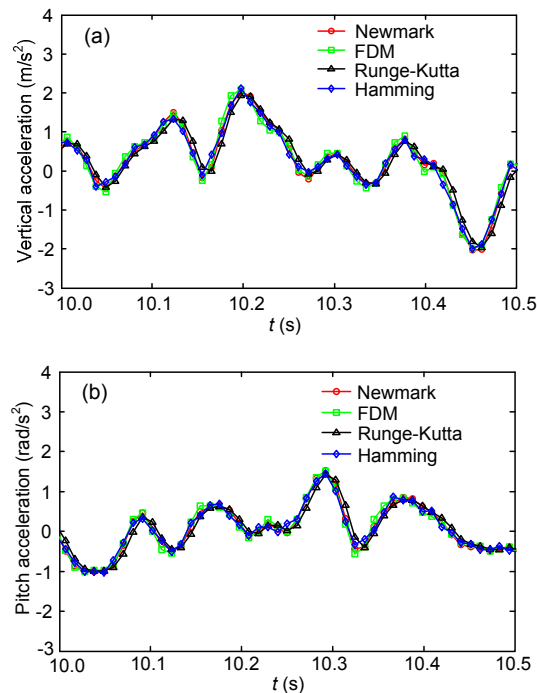 (a)
Newmark
FDM
Runge-Kutta
Hamming
Vertical acceleration (m/s²)
4
3
2
1
0
-1
-2
-3
10.0 10.1 10.2 10.3 10.4 10.5
t (s)
(b)
Newmark
FDM
Runge-Kutta
Hamming
Pitch acceleration (rad/s²)
4
3
2
1
0
-1
-2
-3
10.0 10.1 10.2 10.3 10.4 10.5
t (s)